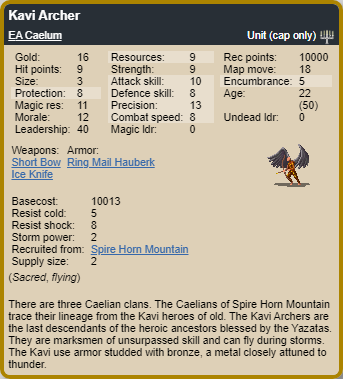 Kavi Archer
EA Caelum Unit (cap only)
Gold: 16 Resources: 9 Rec points: 10000
Hit points: 9 Strength: 9 Map move: 18
Size: 3 Attack skill: 10 Encumbrance: 5
Protection: 8 Defence skill: 8 Age: 22
Magic res: 11 Precision: 13 (50)
Morale: 12 Combat speed: 8 Undead ldr: 0
Leadership: 40 Magic ldr: 0
Weapons: Armor:
Short Bow Ring Mail Hauberk
Ice Knife
Basecost: 10013
Resist cold: 5
Resist shock: 8
Storm power: 2
Recruited from: Spire Horn Mountain
Supply size: 2
(Sacred, flying)
There are three Caelian clans. The Caelians of Spire Horn Mountain
trace their lineage from the Kavi heroes of old. The Kavi Archers are
the last descendants of the heroic ancestors blessed by the Yazatas.
They are marksmen of unsurpassed skill and can fly during storms.
The Kavi use armor studded with bronze, a metal closely attuned to
thunder.